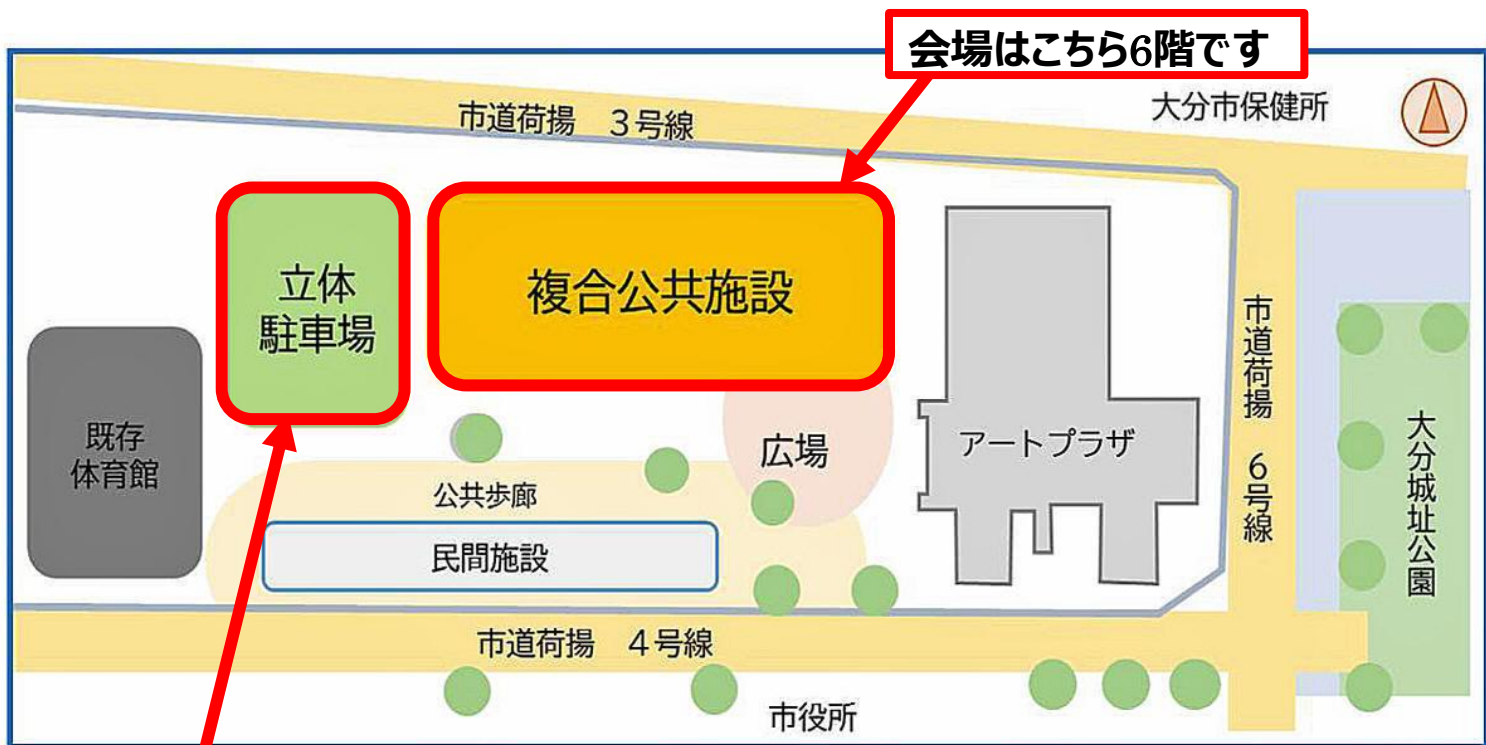 会場はこちら6階です
市道荷揚　３号線
大分市保健所
立体
駐車場
複合公共施設
既存
体育館
広場
アートプラザ
市道荷揚　６号線
大分城址公園
公共歩廊
民間施設
市道荷揚　４号線
市役所